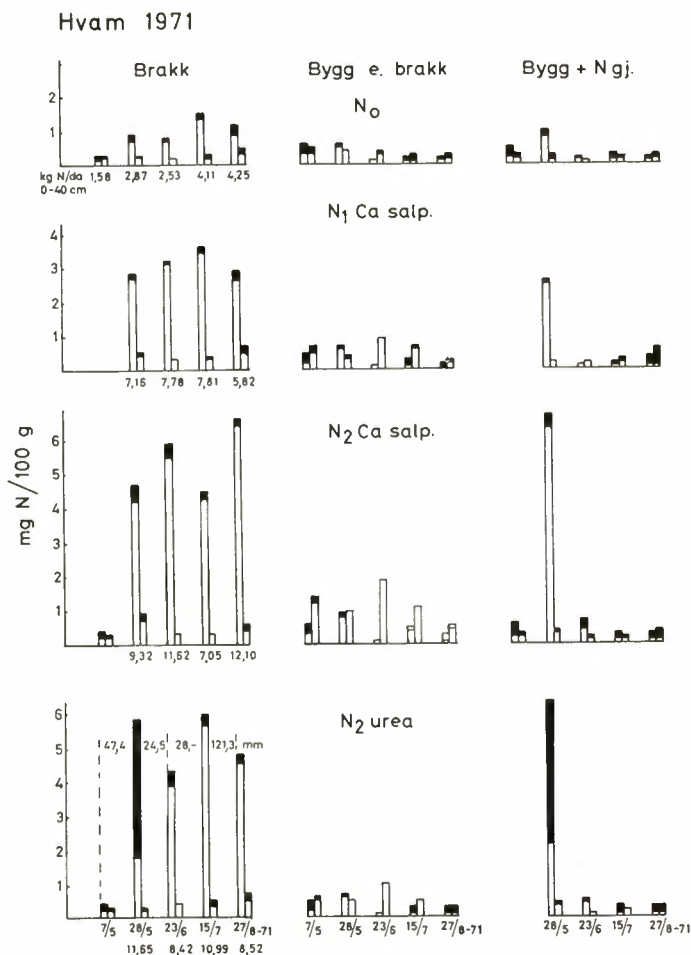 Hvam 1971
Brakk
Bygg e. brakk
Bygg + N gj.
N₀
2
1
kg N/da 1,58 2,87 2,53 4,11 4,25
0-40 cm
N₁ Ca salp.
4
3
2
1
7,16 7,78 7,81 5,82
N₂ Ca salp.
mg N/100 g
6
5
4
3
2
1
9,32 11,62 7,05 12,10
N₂ urea
6
5
4
3
2
1
47,4 24,5 28,- 121,3 mm
7/5 28/5 23/6 15/7 27/8-71
11,65 8,42 10,99 8,52
7/5 28/5 23/6 15/7 27/8-71
28/5 23/6 15/7 27/8-71